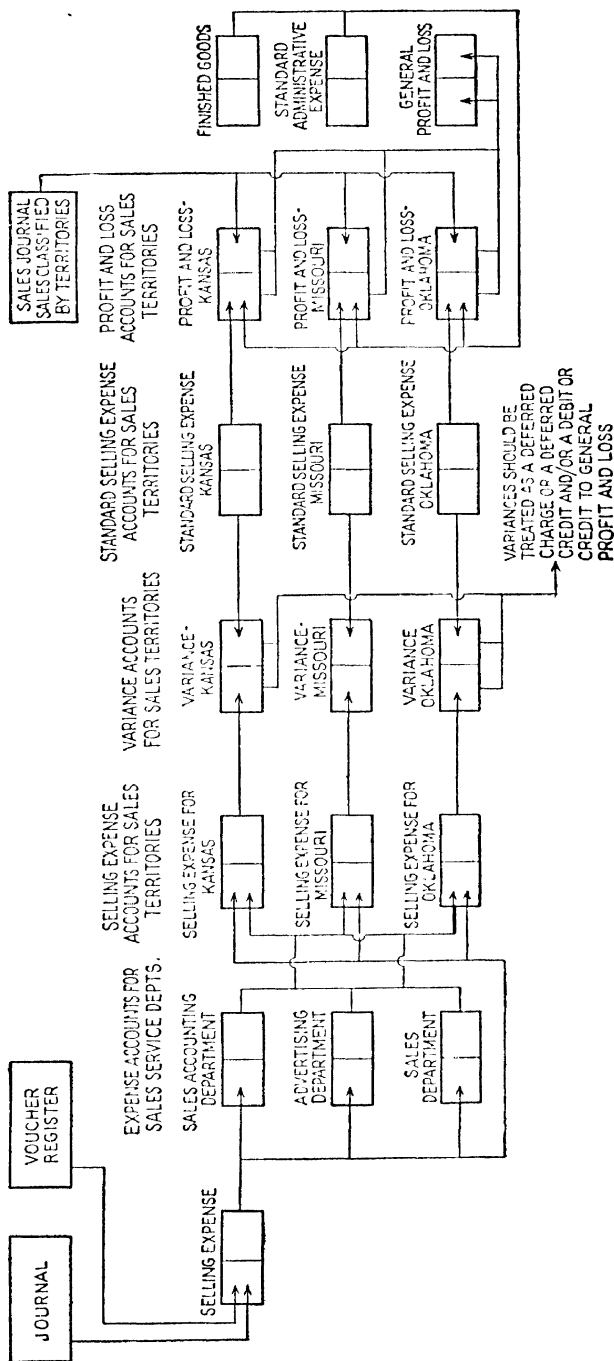 JOURNAL
VOUCHER
REGISTER
SALES JOURNAL
SALES CLASSIFIED
BY TERRITORIES
EXPENSE ACCOUNTS FOR
SALES SERVICE DEPTS.
SELLING EXPENSE
ACCOUNTS FOR SALES
TERRITORIES
VARIANCE ACCOUNTS
FOR SALES TERRITORIES
STANDARD SELLING EXPENSE
ACCOUNTS FOR SALES
TERRITORIES
PROFIT AND LOSS
ACCOUNTS FOR SALES
TERRITORIES
SELLING EXPENSE
SALES ACCOUNTING
DEPARTMENT
SELLING EXPENSE FOR
KANSAS
VARIANCE-
KANSAS
STANDARD SELLING EXPENSE
KANSAS
PROFIT AND LOSS-
KANSAS
FINISHED GOODS
ADVERTISING
DEPARTMENT
SELLING EXPENSE FOR
MISSOURI
VARIANCE-
MISSOURI
STANDARD SELLING EXPENSE
MISSOURI
PROFIT AND LOSS-
MISSOURI
STANDARD
ADMINISTRATIVE
EXPENSE
SALES
DEPARTMENT
SELLING EXPENSE FOR
OKLAHOMA
VARIANCE
OKLAHOMA
STANDARD SELLING EXPENSE
OKLAHOMA
PROFIT AND LOSS-
OKLAHOMA
GENERAL
PROFIT AND LOSS
VARIANCES SHOULD BE
TREATED AS A DEFERRED
CHARGE OR A DEFERRED
CREDIT AND/OR A DEBIT OR
CREDIT TO GENERAL
PROFIT AND LOSS